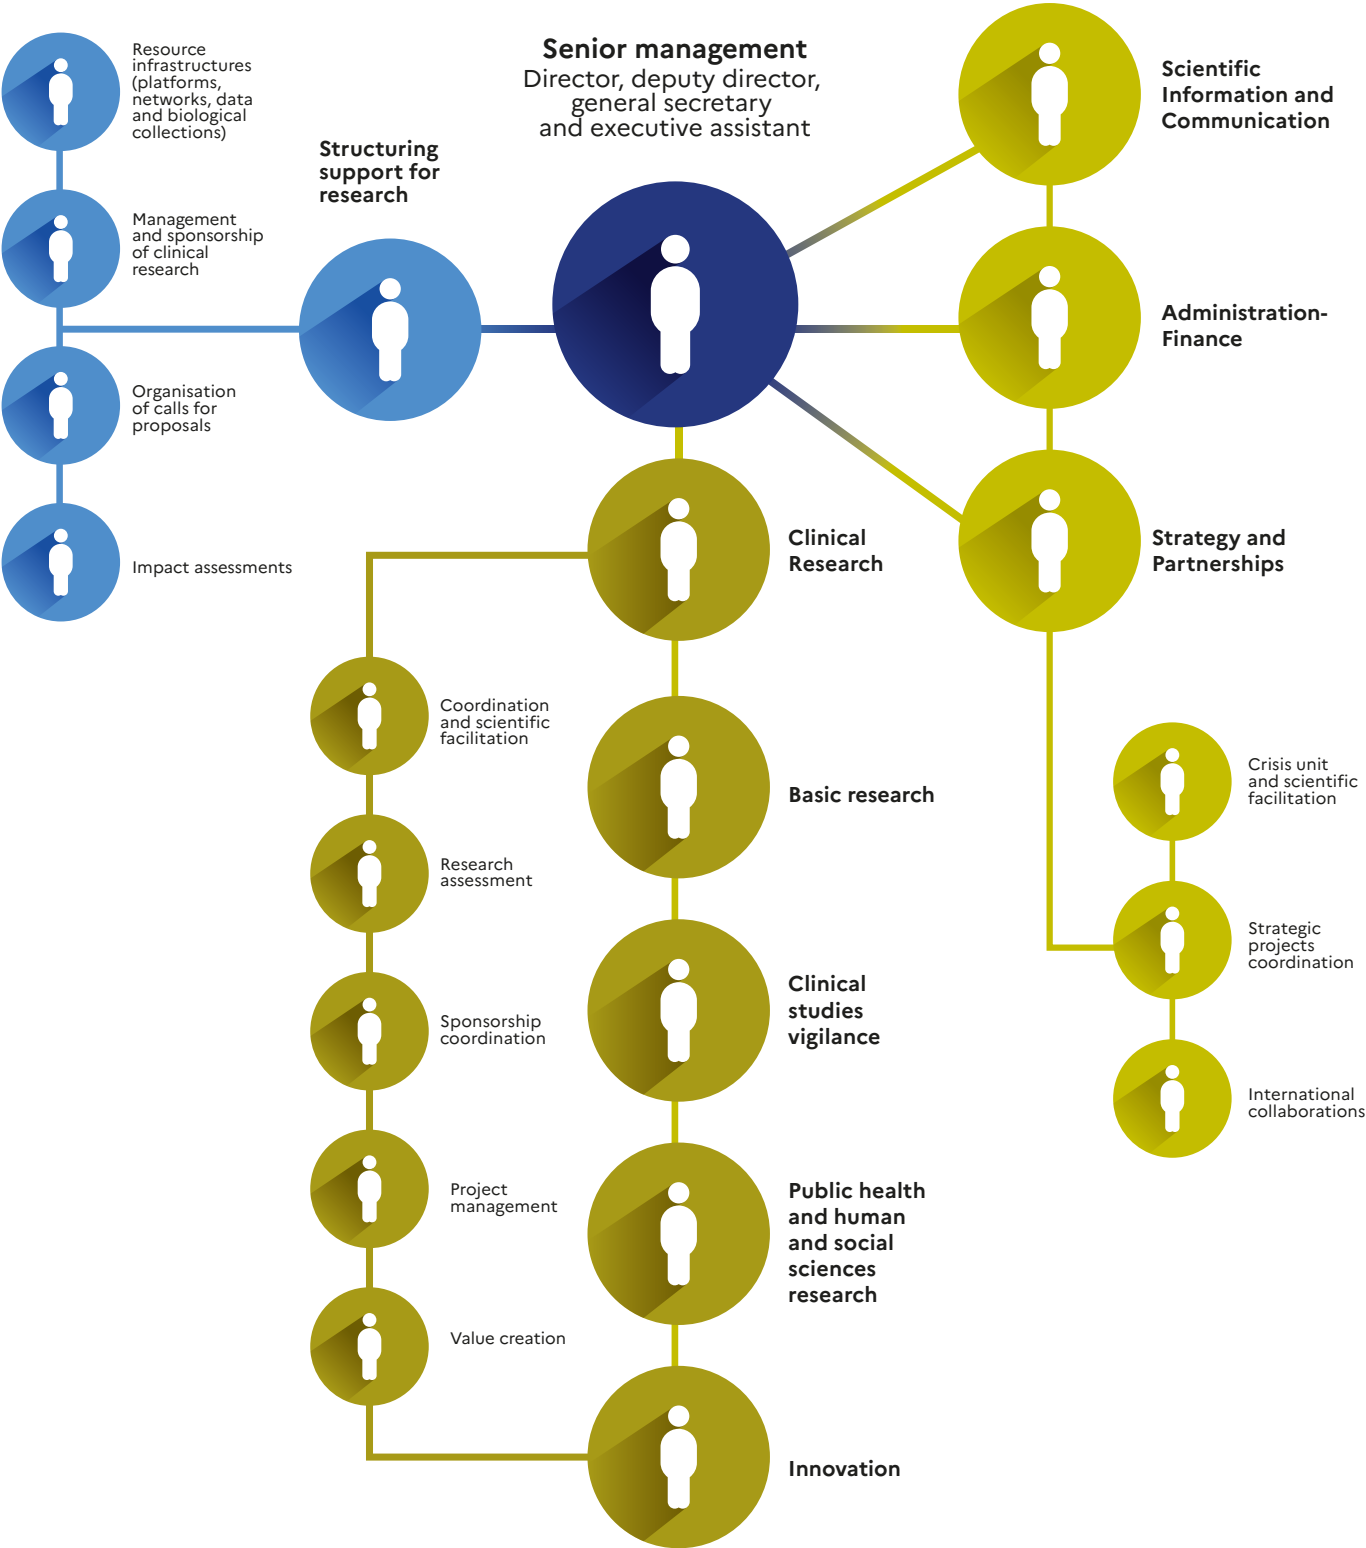 Resource
infrastructures
(platforms,
networks, data
and biological
collections)
Management
and sponsorship
of clinical
research
Organisation
of calls for
proposals
Impact assessments
Structuring
support for
research
Senior management
Director, deputy director,
general secretary
and executive assistant
Scientific
Information and
Communication
Administration-
Finance
Strategy and
Partnerships
Clinical
Research
Basic research
Clinical
studies
vigilance
Public health
and human
and social
sciences
research
Innovation
Coordination
and scientific
facilitation
Research
assessment
Sponsorship
coordination
Project
management
Value creation
Crisis unit
and scientific
facilitation
Strategic
projects
coordination
International
collaborations